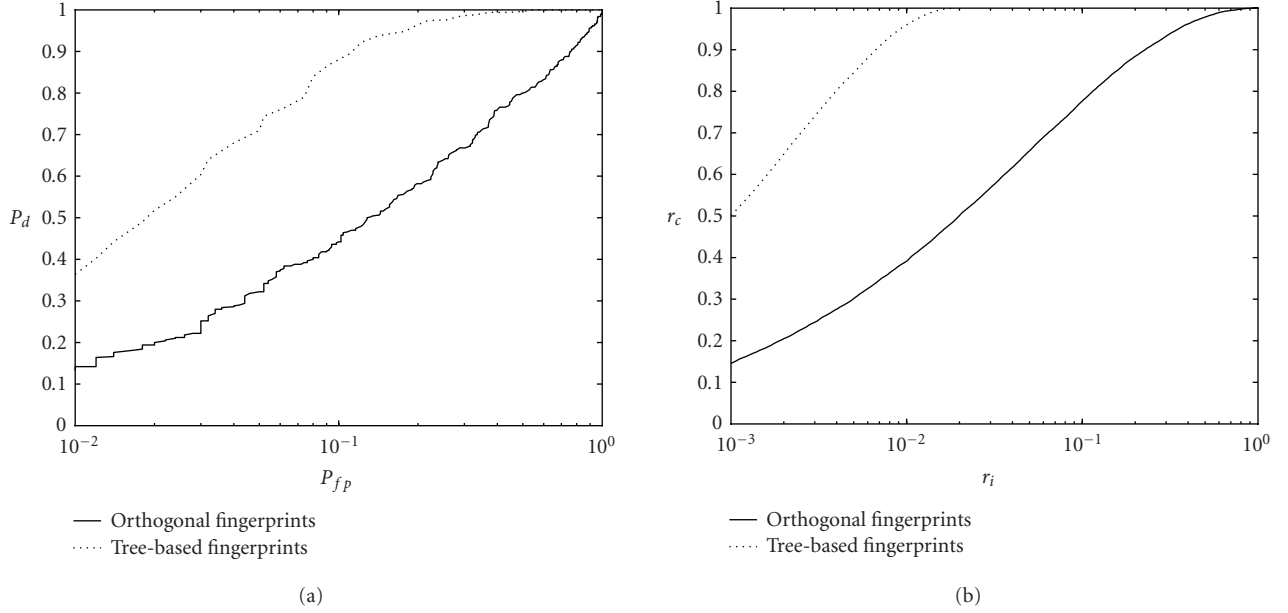 1
0.9
0.8
0.7
0.6
P_d 0.5
0.4
0.3
0.2
0.1
0
10^−2 10^−1 10^0
P_fp
Orthogonal fingerprints
Tree-based fingerprints
(a)
1
0.9
0.8
0.7
0.6
r_c 0.5
0.4
0.3
0.2
0.1
0
10^−3 10^−2 10^−1 10^0
r_i
Orthogonal fingerprints
Tree-based fingerprints
(b)